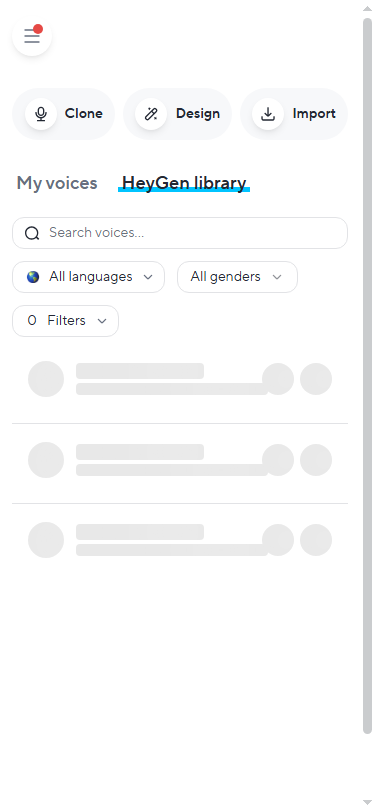 Clone
Design
Import
My voices
HeyGen library
Search voices...
All languages
All genders
0 Filters